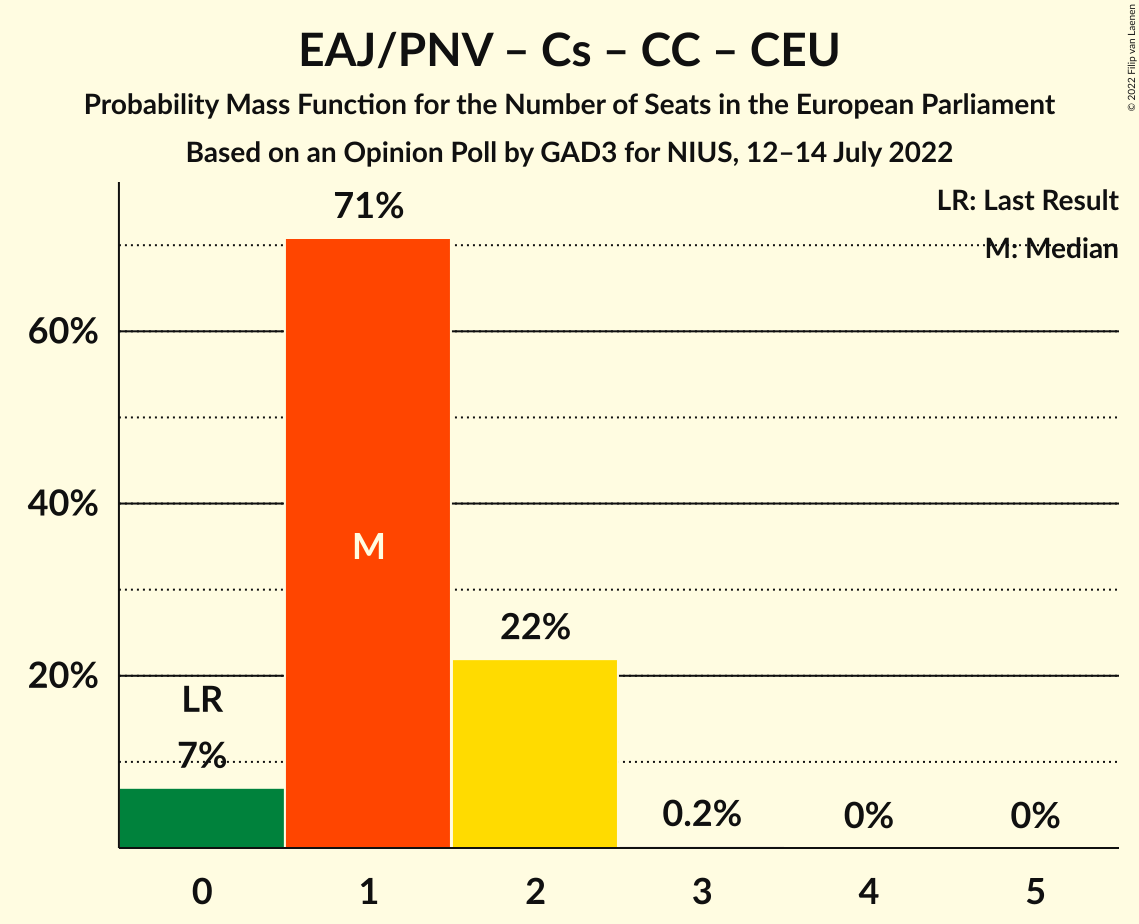 EAJ/PNV – Cs – CC – CEU
Probability Mass Function for the Number of Seats in the European Parliament
Based on an Opinion Poll by GAD3 for NIUS, 12–14 July 2022
© 2022 Filip van Laenen
LR: Last Result
M: Median
71%
60%
40%
20%
M
22%
LR
7%
0.2%
0%
0%
0 1 2 3 4 5